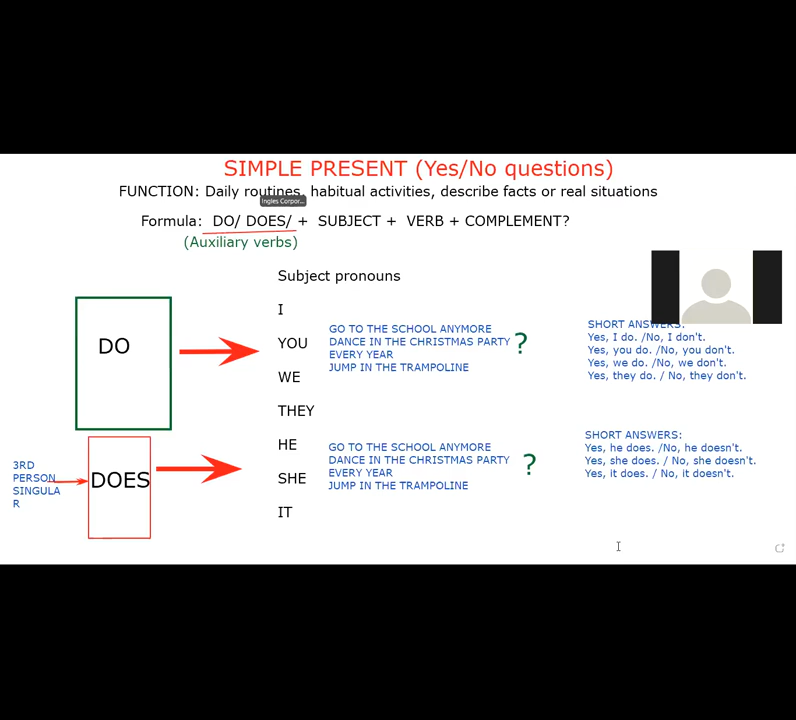 SIMPLE PRESENT (Yes/No questions)
FUNCTION: Daily routines, habitual activities, describe facts or real situations
Ingles Corpor...
Formula: DO/ DOES/ + SUBJECT + VERB + COMPLEMENT?
(Auxiliary verbs)
Subject pronouns
I
YOU
WE
THEY
HE
SHE
IT
DO
GO TO THE SCHOOL ANYMORE
DANCE IN THE CHRISTMAS PARTY
EVERY YEAR
JUMP IN THE TRAMPOLINE
?
SHORT ANSWERS:
Yes, I do. /No, I don't.
Yes, you do. /No, you don't.
Yes, we do. /No, we don't.
Yes, they do. / No, they don't.
3RD
PERSON
SINGULA
R
DOES
GO TO THE SCHOOL ANYMORE
DANCE IN THE CHRISTMAS PARTY
EVERY YEAR
JUMP IN THE TRAMPOLINE
?
SHORT ANSWERS:
Yes, he does. /No, he doesn't.
Yes, she does. / No, she doesn't.
Yes, it does. / No, it doesn't.